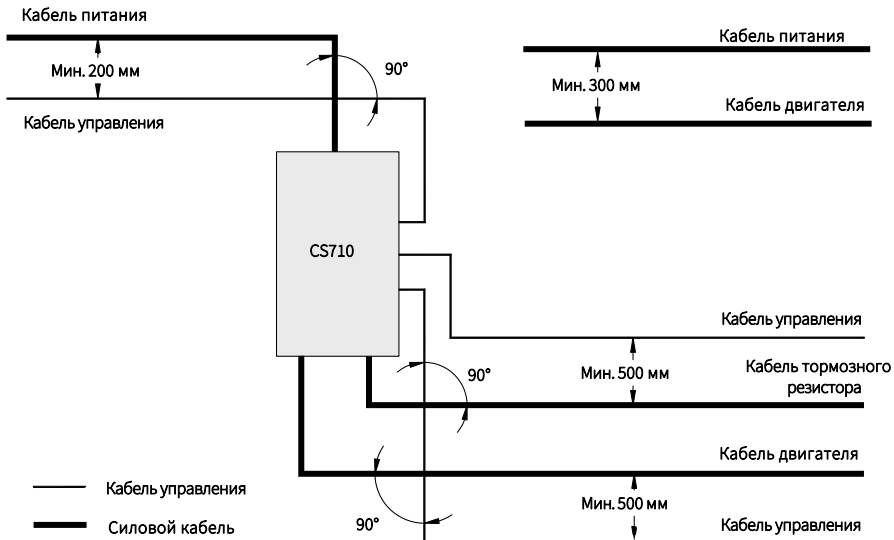 Кабель питания
Мин. 200 мм
90°
Кабель управления
Кабель питания
Мин. 300 мм
Кабель двигателя
CS710
Кабель управления
Мин. 500 мм
90°
Кабель тормозного
резистора
Кабель двигателя
Мин. 500 мм
90°
Кабель управления
Кабель управления
Силовой кабель